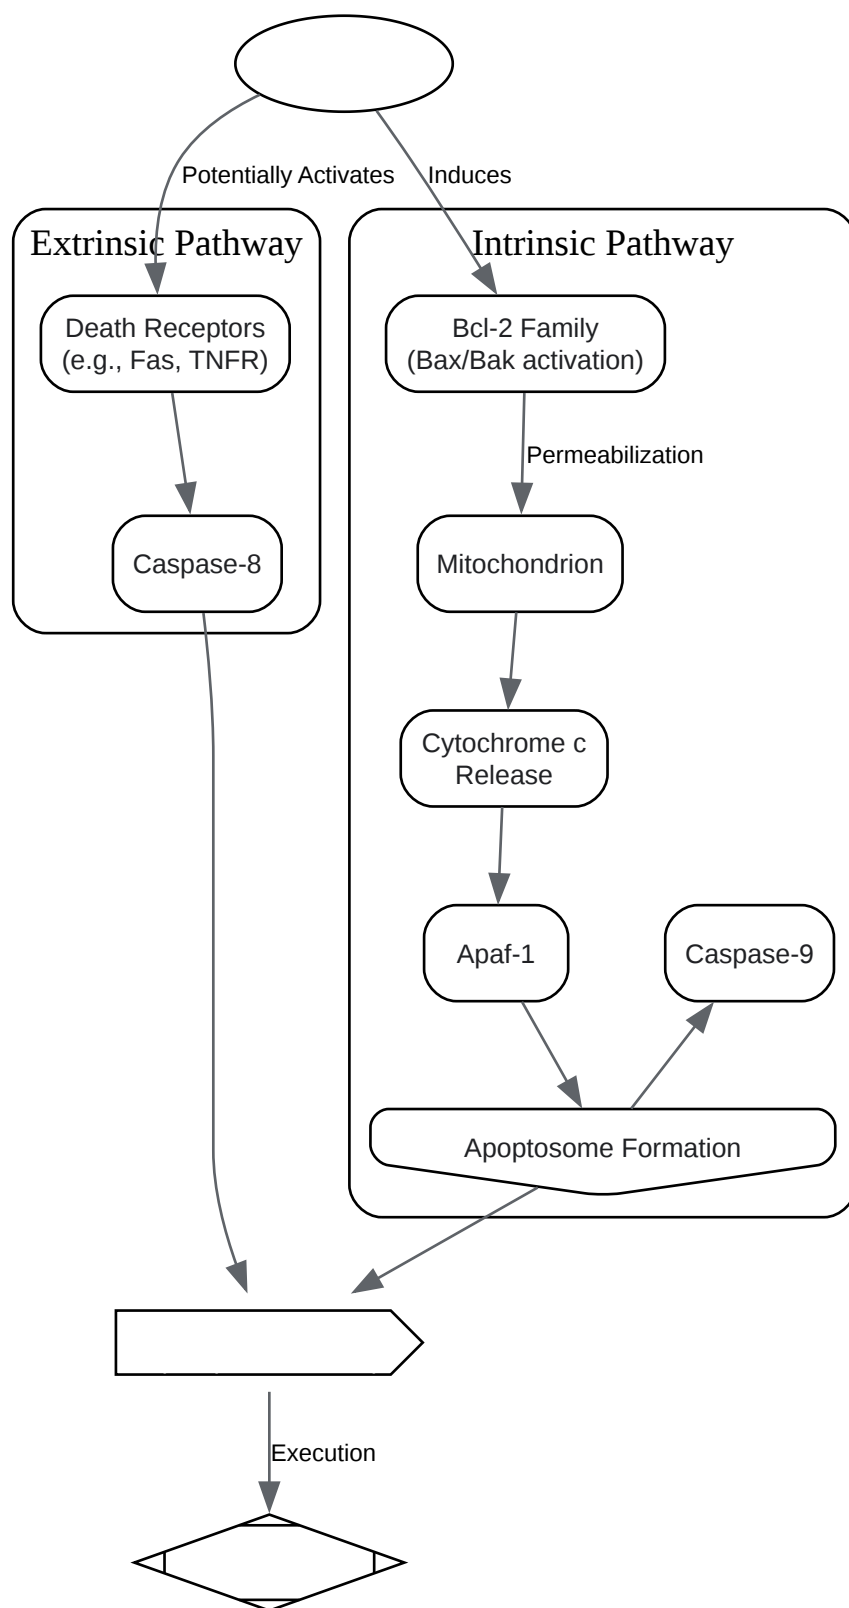 Potentially Activates
Induces
Extrinsic Pathway
Intrinsic Pathway
Death Receptors
(e.g., Fas, TNFR)
Bcl-2 Family
(Bax/Bak activation)
Permeabilization
Caspase-8
Mitochondrion
Cytochrome c
Release
Apaf-1
Caspase-9
Apoptosome Formation
Execution